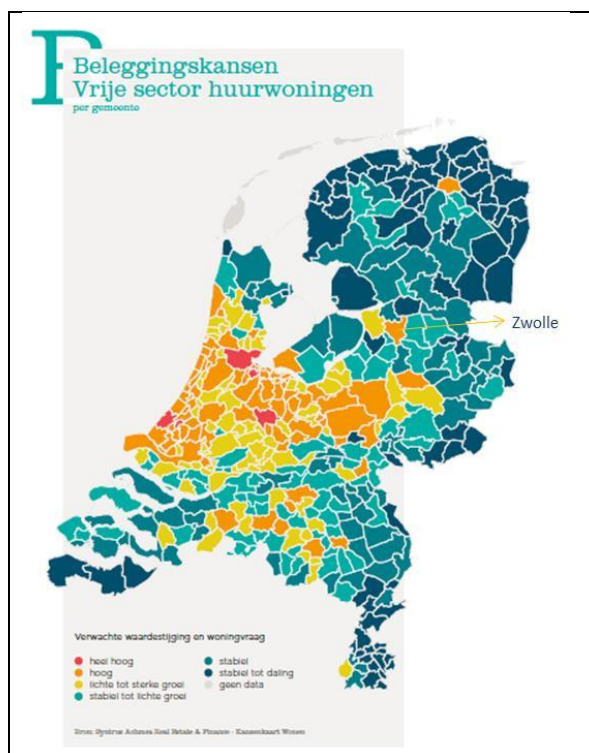 B
Beleggingskansen
Vrije sector huurwoningen
per gemeente
Zwolle
Verwachte waardestijging en woningvraag
heel hoog
hoog
lichte tot sterke groei
stabiel tot lichte groei
stabiel
stabiel tot daling
geen data
Bron: Syntrus Achmea Real Estate & Finance - Kansenkaart Wonen